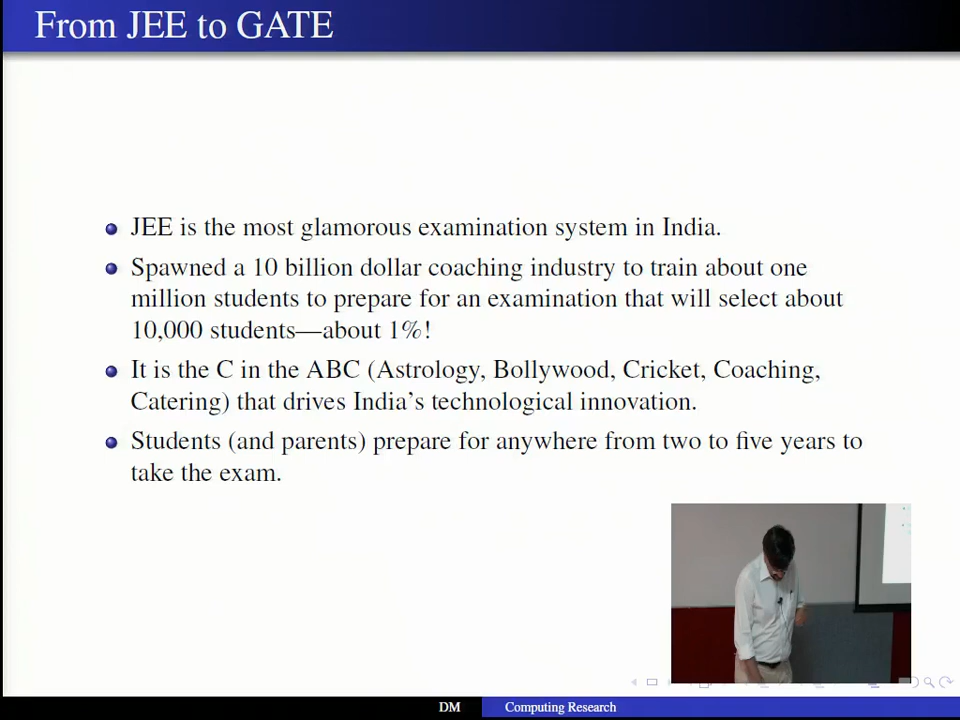 From JEE to GATE
JEE is the most glamorous examination system in India.
Spawned a 10 billion dollar coaching industry to train about one
million students to prepare for an examination that will select about
10,000 students—about 1%!
It is the C in the ABC (Astrology, Bollywood, Cricket, Coaching,
Catering) that drives India's technological innovation.
Students (and parents) prepare for anywhere from two to five years to
take the exam.
DM
Computing Research